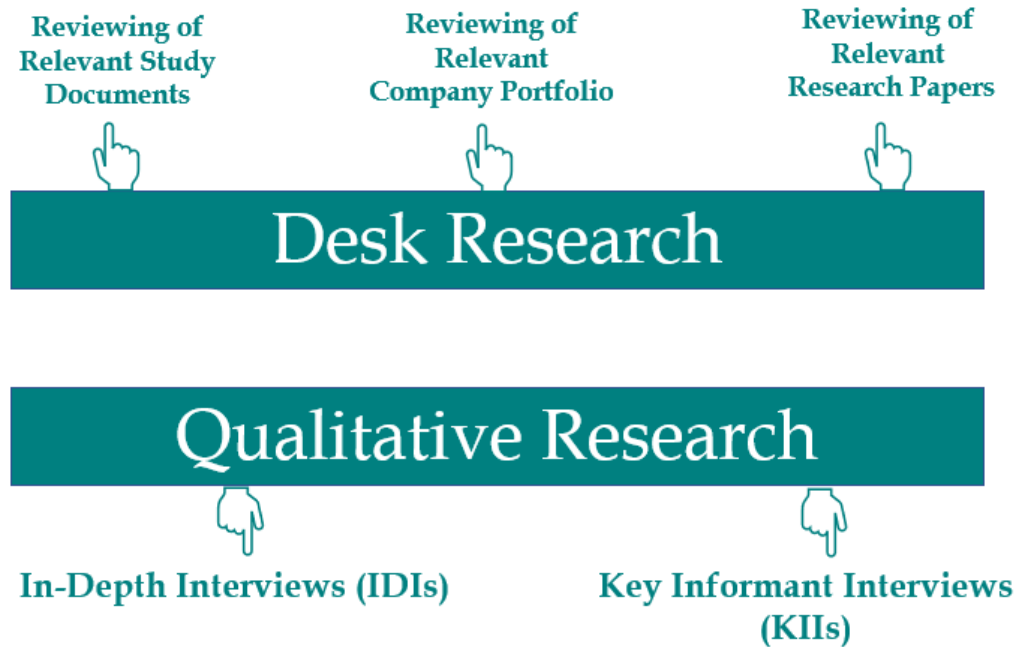 Reviewing of
Relevant Study
Documents
Reviewing of
Relevant
Company Portfolio
Reviewing of
Relevant
Research Papers
Desk Research
Qualitative Research
In-Depth Interviews (IDIs)
Key Informant Interviews
(KIIs)